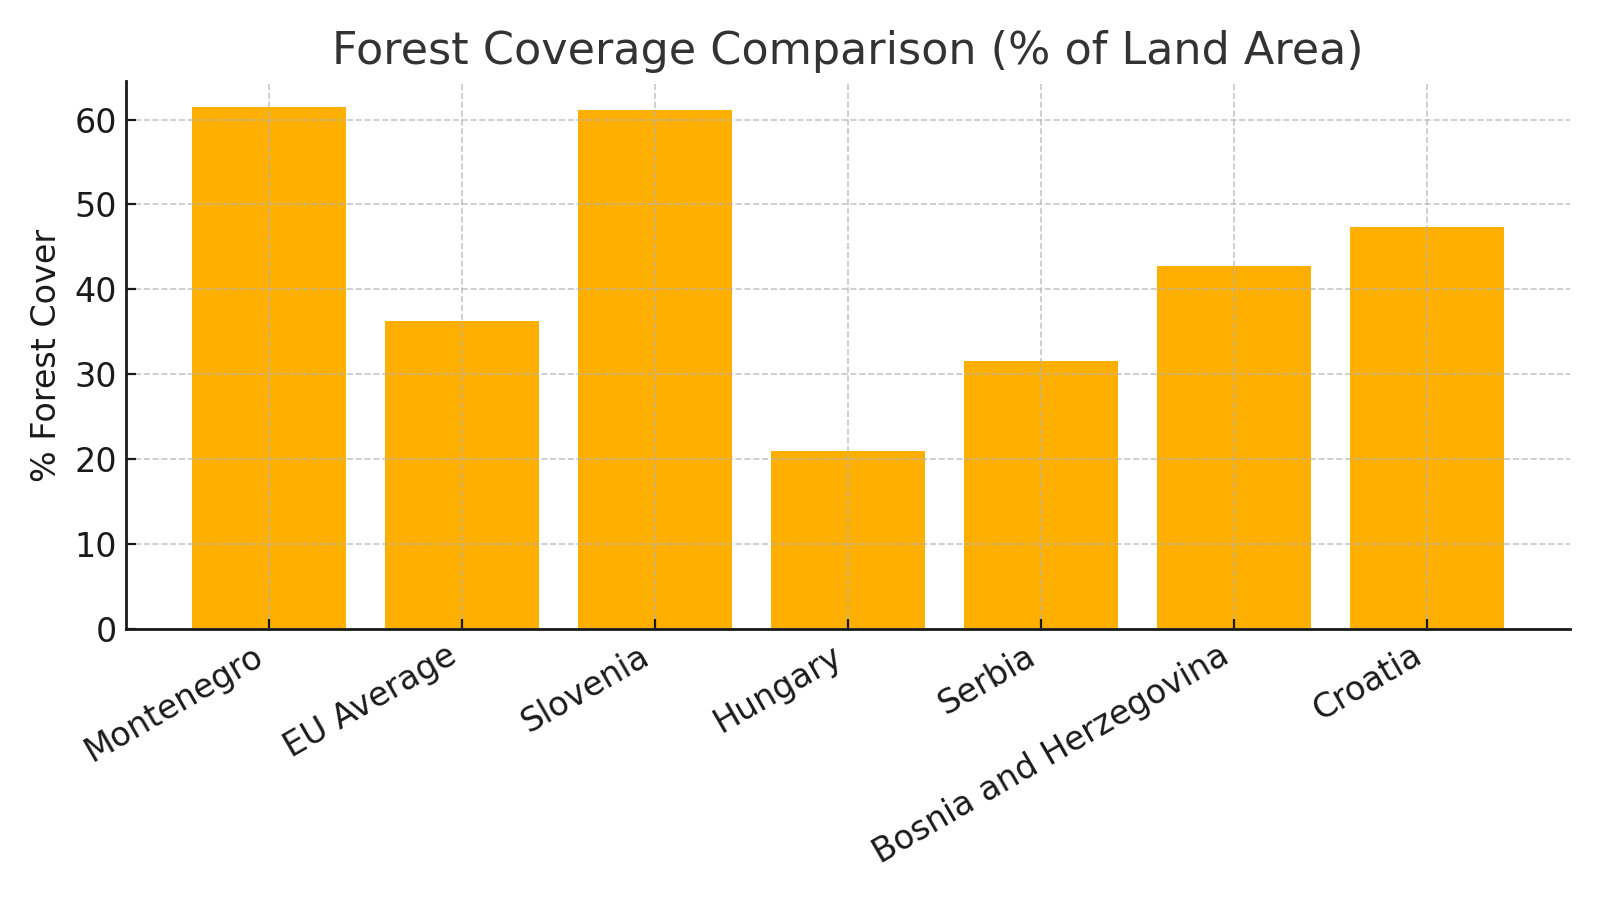 Forest Coverage Comparison (% of Land Area)
% Forest Cover
60
50
40
30
20
10
0
Montenegro
EU Average
Slovenia
Hungary
Serbia
Bosnia and Herzegovina
Croatia